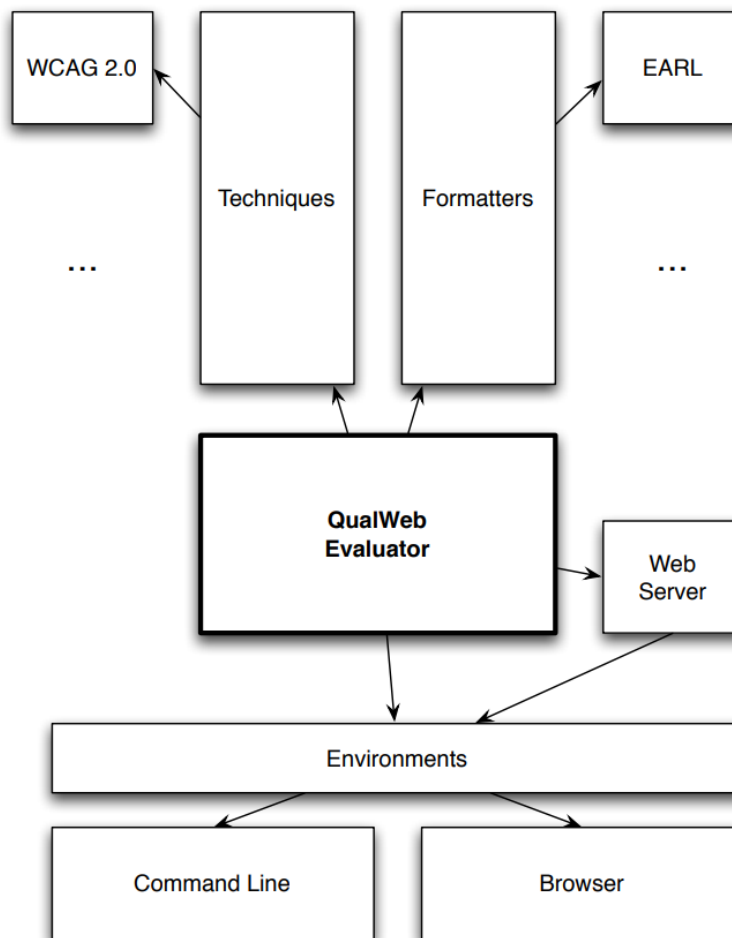 WCAG 2.0
Techniques
Formatters
EARL
...
...
QualWeb
Evaluator
Web
Server
Environments
Command Line
Browser